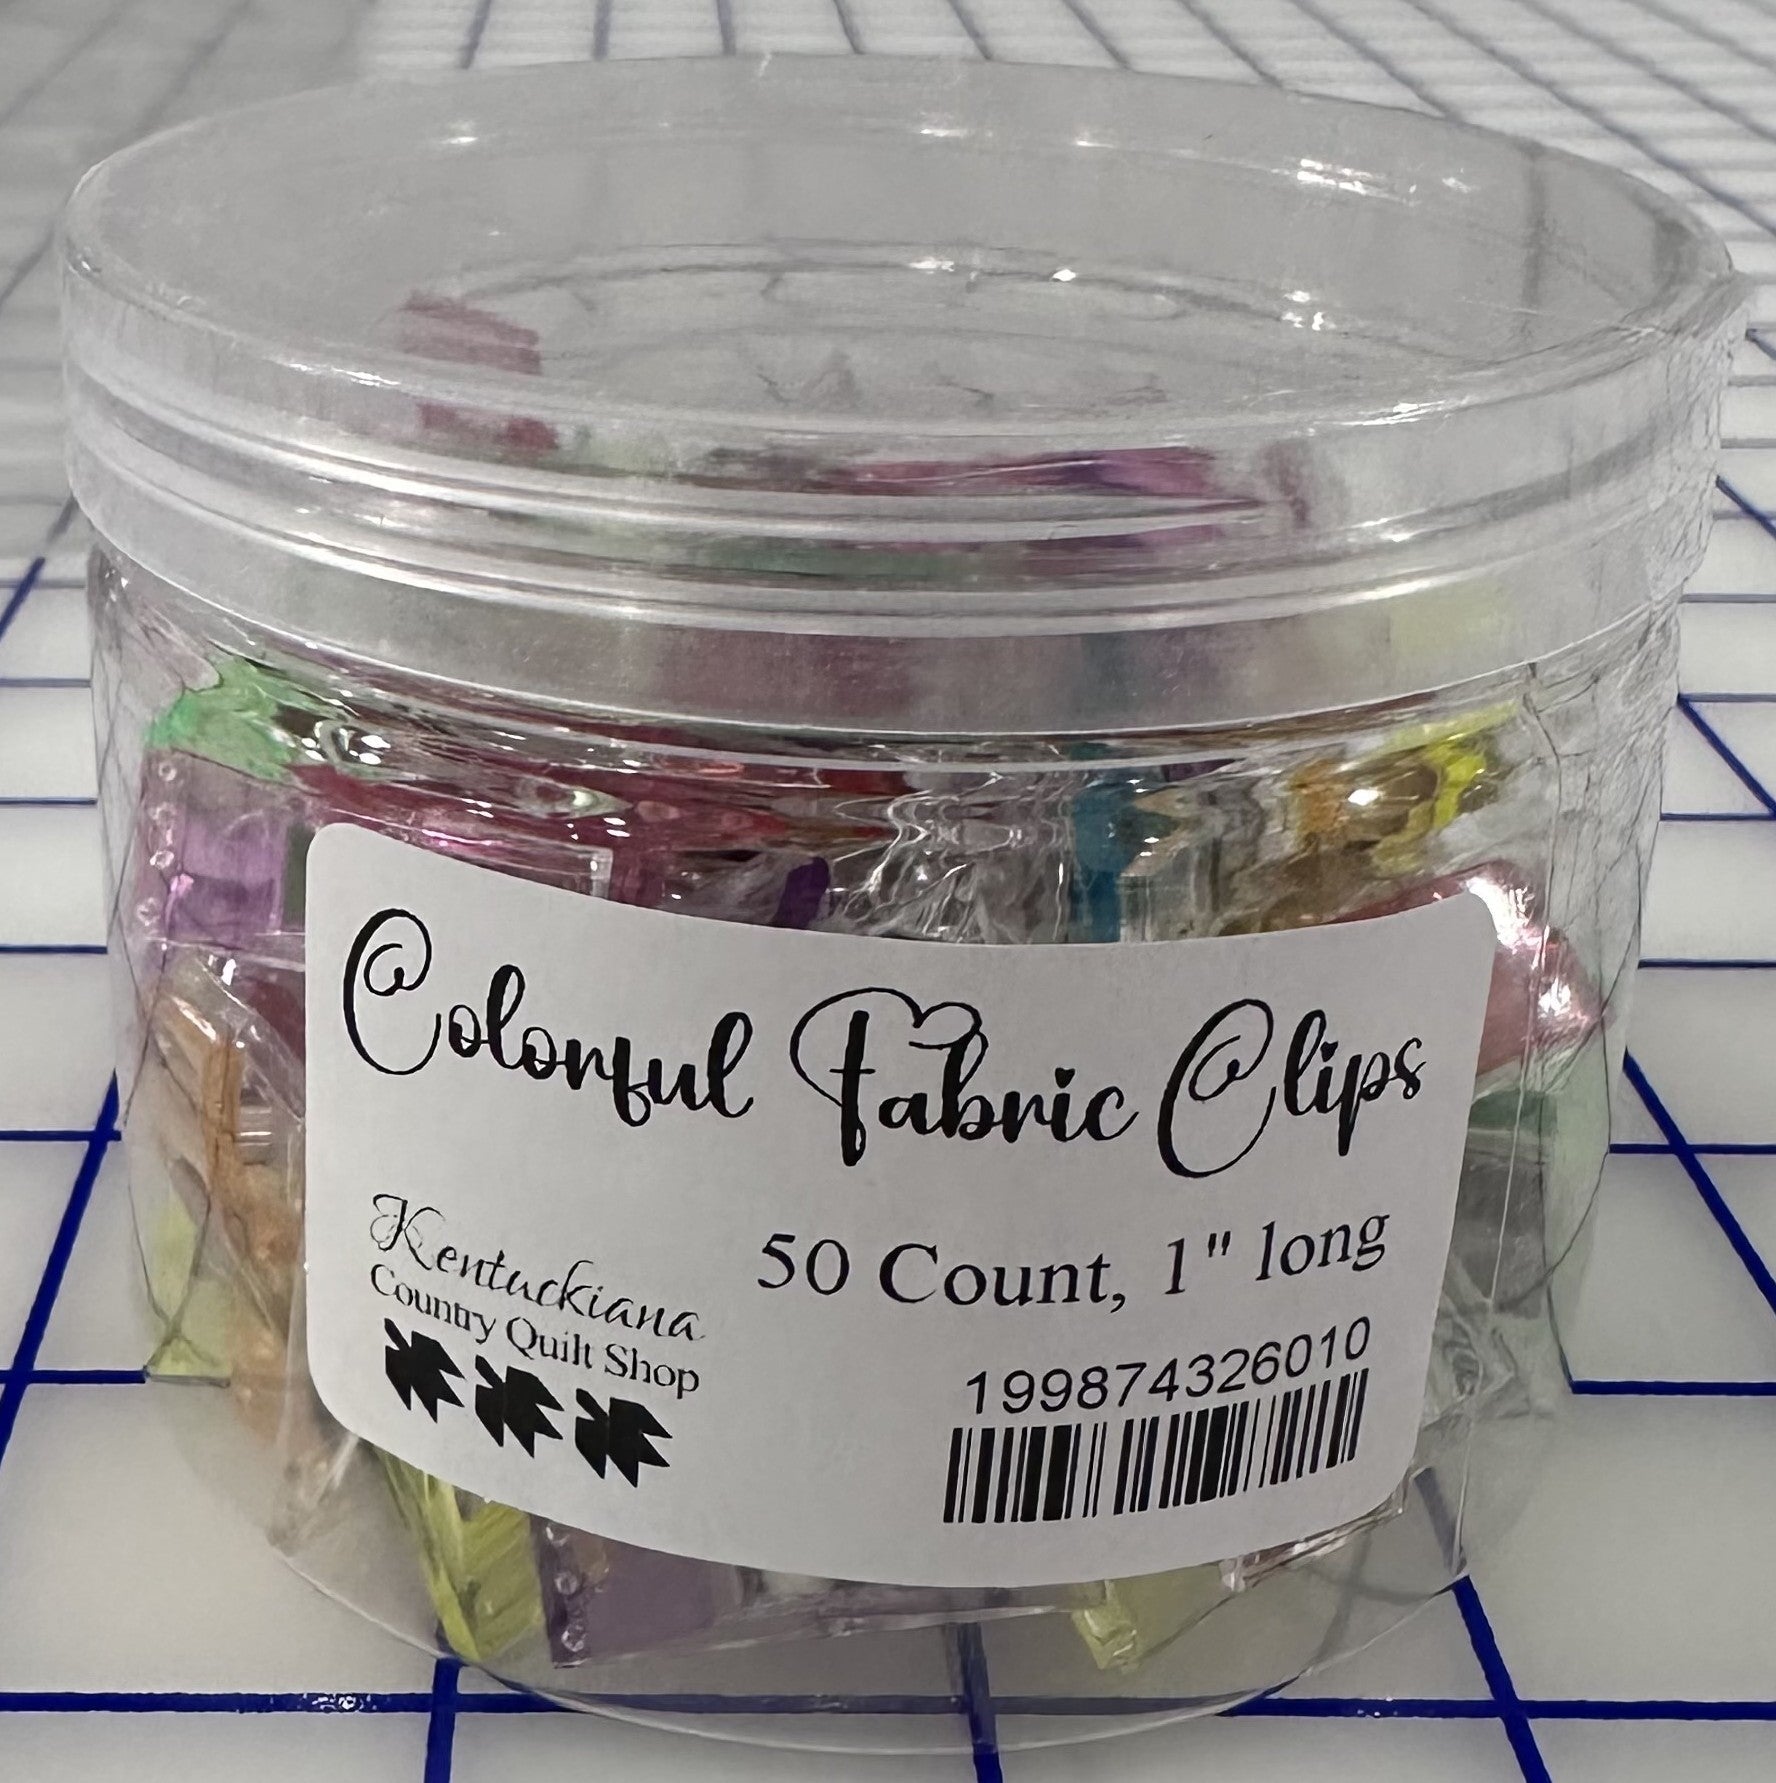 Colorful Fabric Clips
Kentuckiana
Country Quilt Shop
50 Count, 1" long
199874326010